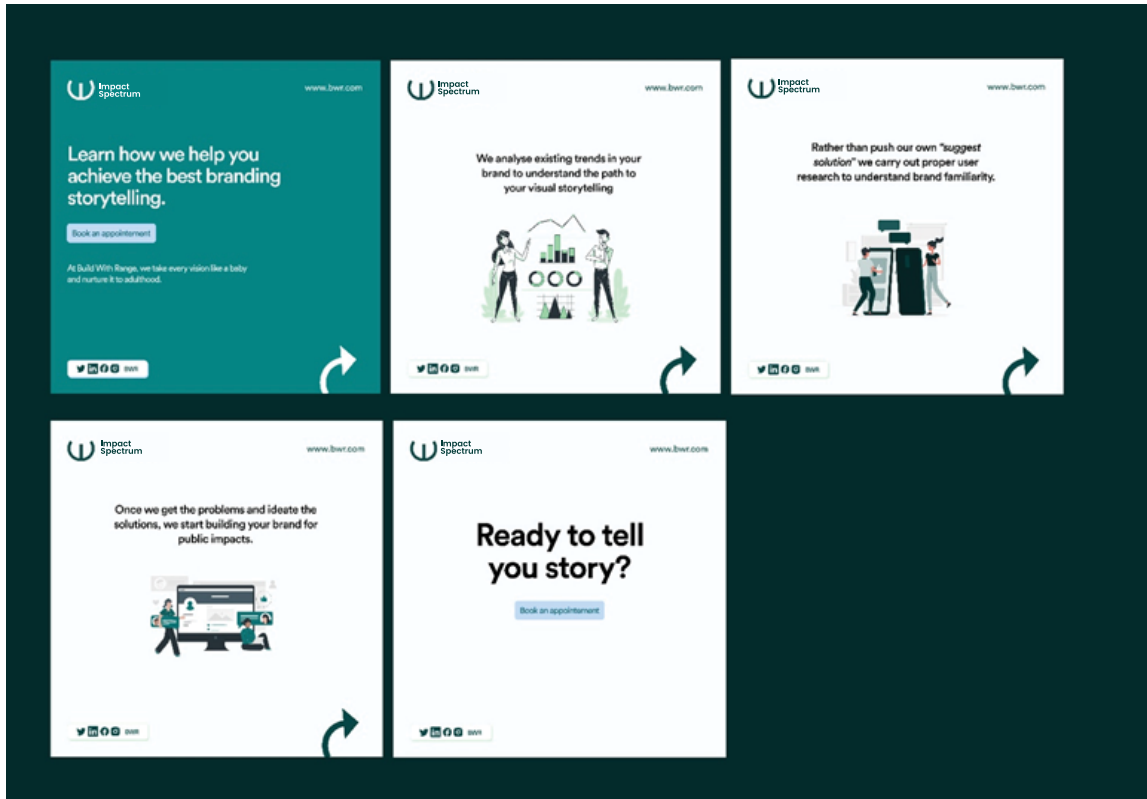 Impact
Spectrum
www.bwr.com
Learn how we help you
achieve the best branding
storytelling.
Book an appointement
At Build With Range, we take every vision like a baby
and nurture it to adulthood.
BWR
Impact
Spectrum
www.bwr.com
We analyse existing trends in your
brand to understand the path to
your visual storytelling
BWR
Impact
Spectrum
www.bwr.com
Rather than push our own "suggest
solution" we carry out proper user
research to understand brand familiarity.
BWR
Impact
Spectrum
www.bwr.com
Once we get the problems and ideate the
solutions, we start building your brand for
public impacts.
BWR
Impact
Spectrum
www.bwr.com
Ready to tell
you story?
Book an appointement
BWR